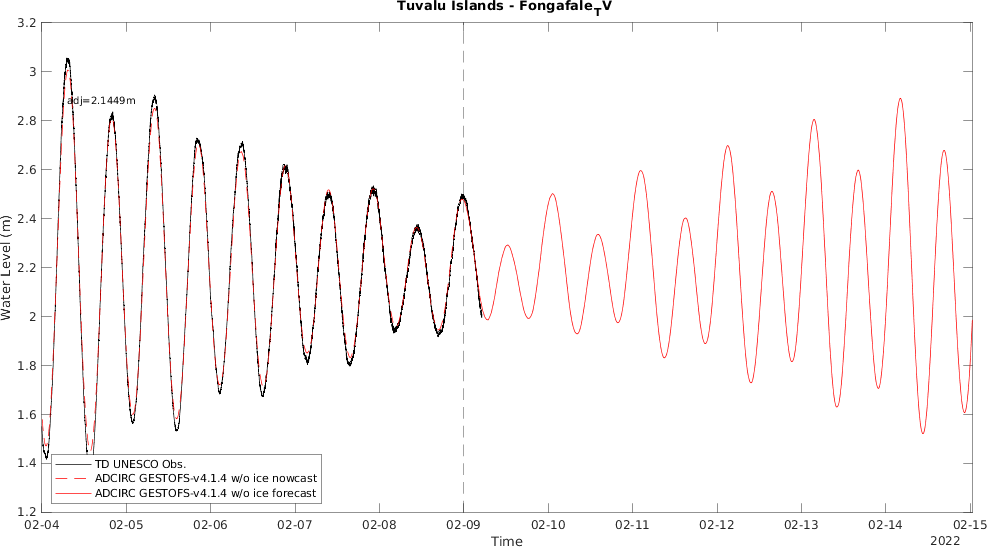 Tuvalu Islands - Fongafale_TV
3.2
3
2.8
2.6
2.4
2.2
2
1.8
1.6
1.4
1.2
Water Level (m)
adj=2.1449m
TD UNESCO Obs.
ADCIRC GESTOFS-v4.1.4 w/o ice nowcast
ADCIRC GESTOFS-v4.1.4 w/o ice forecast
02-04 02-05 02-06 02-07 02-08 02-09 02-10 02-11 02-12 02-13 02-14 02-15
Time
2022